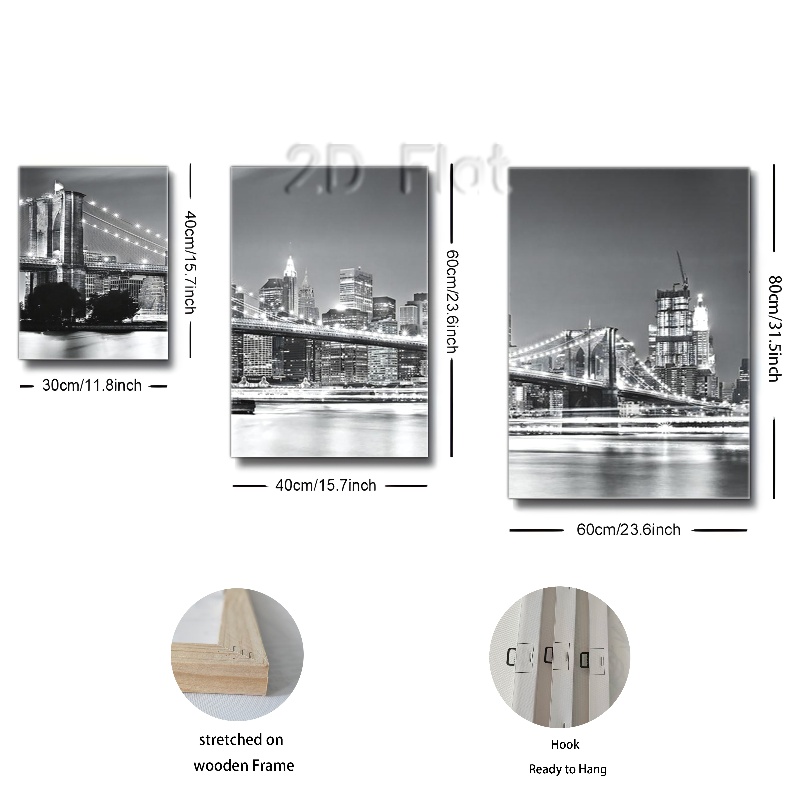 2D Flat
40cm/15.7inch
60cm/23.6inch
80cm/31.5inch
30cm/11.8inch
40cm/15.7inch
60cm/23.6inch
stretched on
wooden Frame
Hook
Ready to Hang